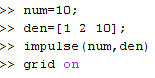 >> num=10;
>> den=[1 2 10];
>> impulse(num,den)
>> grid on